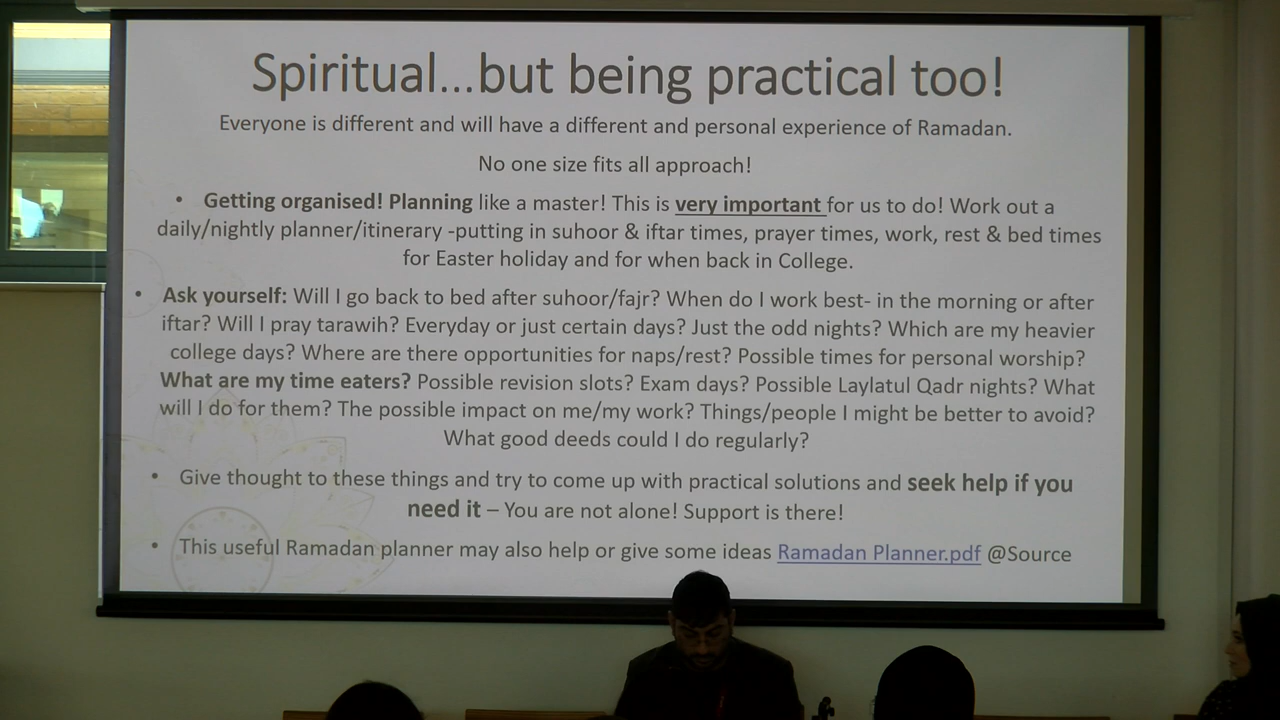 Spiritual...but being practical too!
Everyone is different and will have a different and personal experience of Ramadan.
No one size fits all approach!
• Getting organised! Planning like a master! This is very important for us to do! Work out a
daily/nightly planner/itinerary -putting in suhoor & iftar times, prayer times, work, rest & bed times
for Easter holiday and for when back in College.
• Ask yourself: Will I go back to bed after suhoor/fajr? When do I work best- in the morning or after
iftar? Will I pray tarawih? Everyday or just certain days? Just the odd nights? Which are my heavier
college days? Where are there opportunities for naps/rest? Possible times for personal worship?
What are my time eaters? Possible revision slots? Exam days? Possible Laylatul Qadr nights? What
will I do for them? The possible impact on me/my work? Things/people I might be better to avoid?
What good deeds could I do regularly?
• Give thought to these things and try to come up with practical solutions and seek help if you
need it – You are not alone! Support is there!
• This useful Ramadan planner may also help or give some ideas Ramadan Planner.pdf @Source